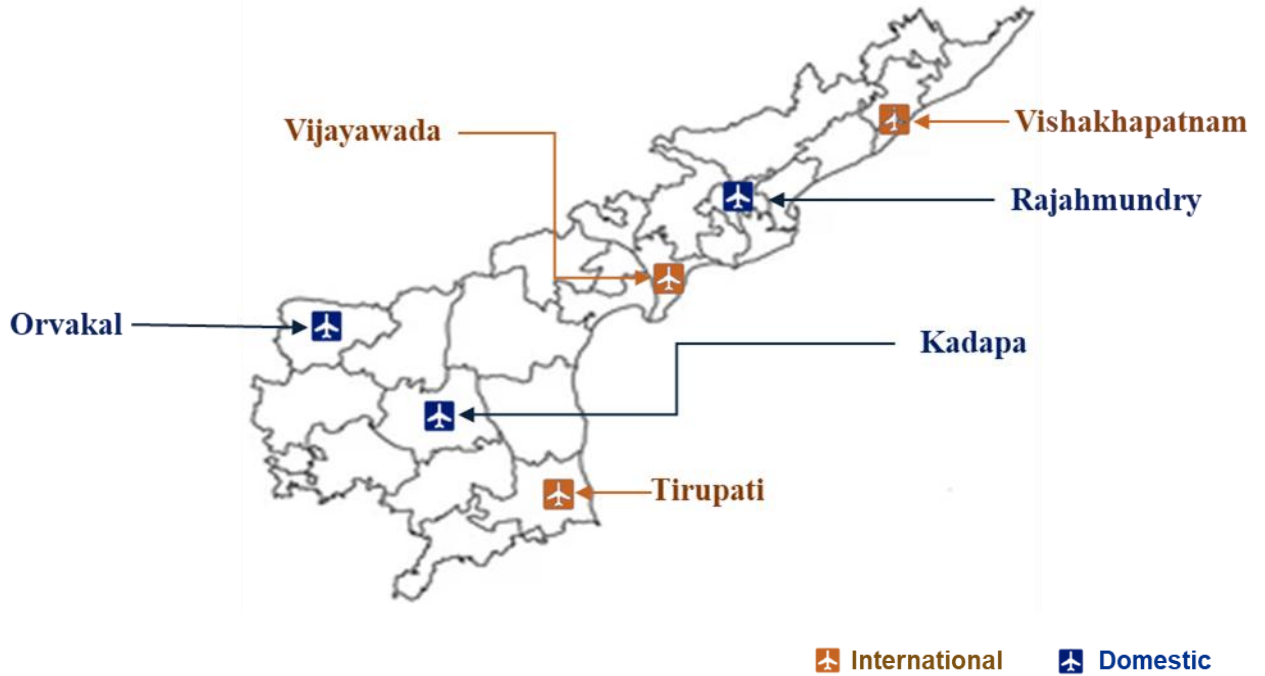 Vijayawada
Vishakhapatnam
Rajahmundry
Orvakal
Kadapa
Tirupati
International
Domestic